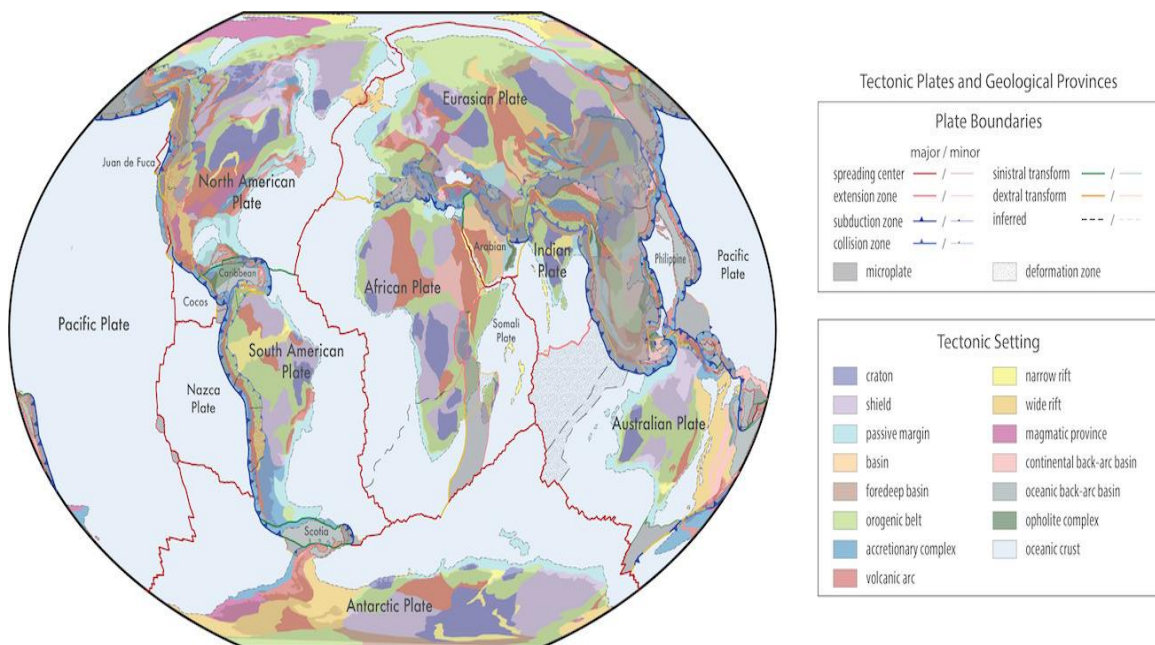 Eurasian Plate
Juan de Fuca
North American
Plate
Arabian
Indian
Plate
Philippine
Pacific
Plate
Caribbean
African Plate
Cocos
Pacific Plate
Somali
Plate
South American
Plate
Nazca
Plate
Australian Plate
Scotia
Antarctic Plate
Tectonic Plates and Geological Provinces
Plate Boundaries
major / minor
spreading center / sinistral transform /
extension zone / dextral transform /
subduction zone / inferred /
collision zone /
microplate deformation zone
Tectonic Setting
craton narrow rift
shield wide rift
passive margin magmatic province
basin continental back-arc basin
foredeep basin oceanic back-arc basin
orogenic belt opholite complex
accretionary complex oceanic crust
volcanic arc